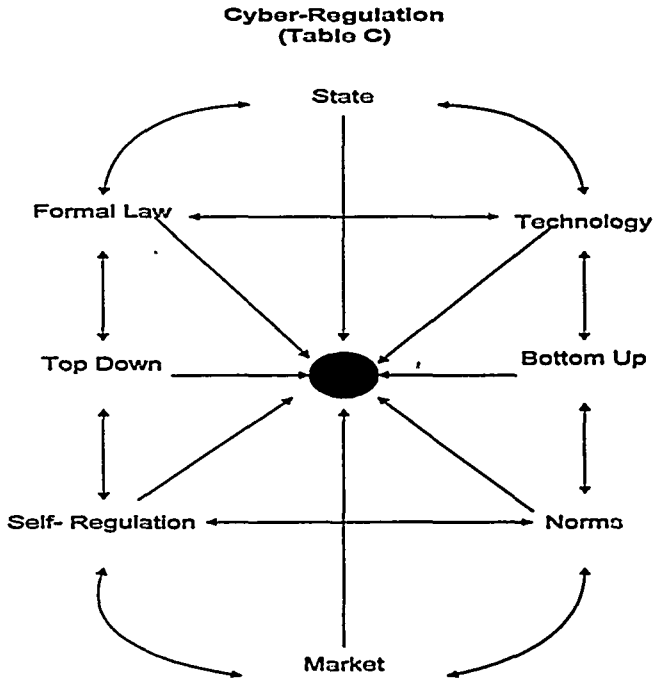 Cyber-Regulation
(Table C)
State
Formal Law
Technology
Top Down
Bottom Up
Self- Regulation
Norms
Market